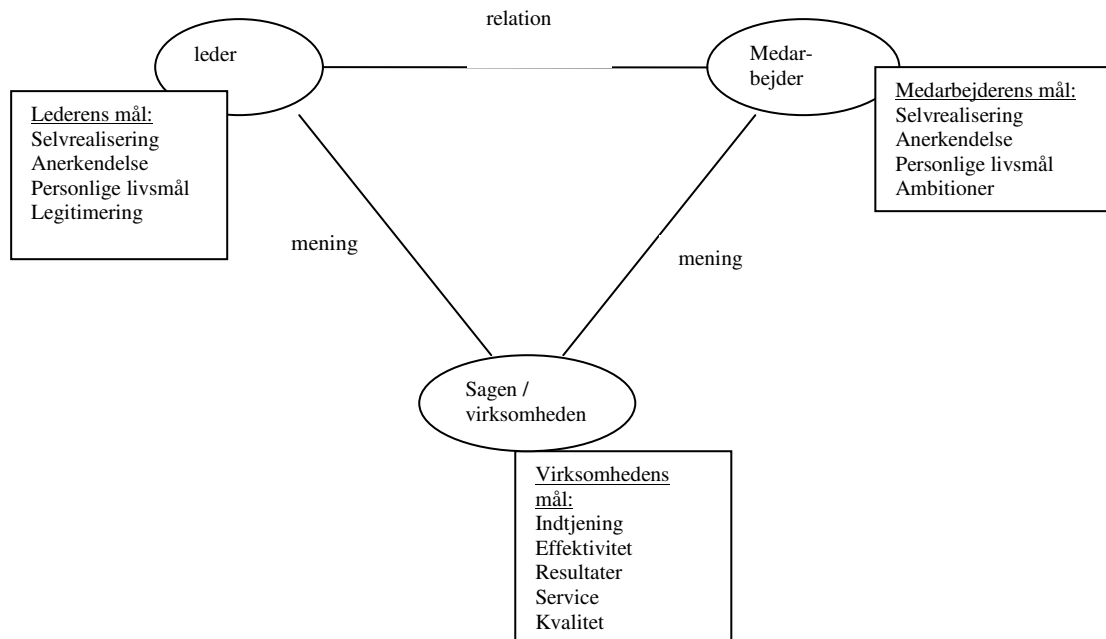 relation
leder
Medar-
bejder
Lederens mål:
Selvrealisering
Anerkendelse
Personlige livsmål
Legitimering
Medarbejderens mål:
Selvrealisering
Anerkendelse
Personlige livsmål
Ambitioner
mening
mening
Sagen /
virksomheden
Virksomhedens
mål:
Indtjening
Effektivitet
Resultater
Service
Kvalitet